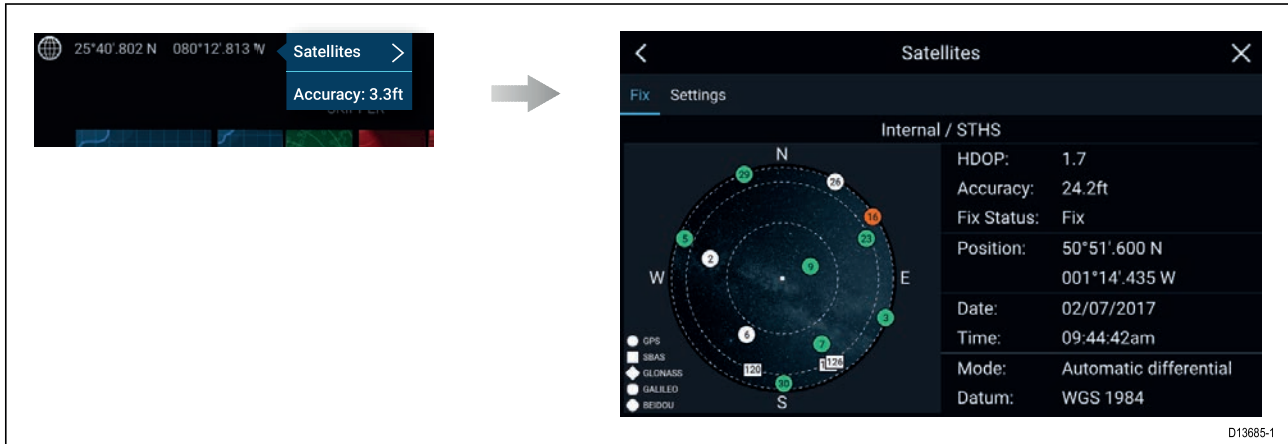 25°40'.802 N 080°12'.813 W
Satellites
Accuracy: 3.3ft
Satellites
Fix Settings
Internal / STHS
N
29
26
16
5
23
2
9
W
E
3
6
7
120
126
30
S
GPS
SBAS
GLONASS
GALILEO
BEIDOU
HDOP: 1.7
Accuracy: 24.2ft
Fix Status: Fix
Position: 50°51'.600 N
001°14'.435 W
Date: 02/07/2017
Time: 09:44:42am
Mode: Automatic differential
Datum: WGS 1984
D13685-1